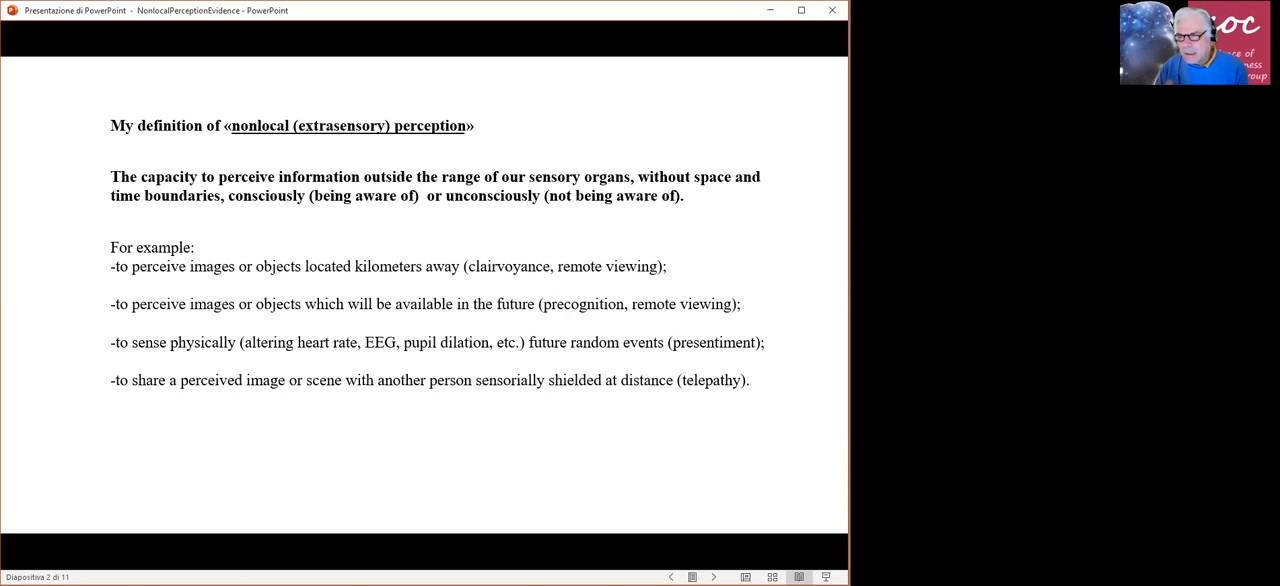 Presentazione di PowerPoint - NonlocalPerceptionEvidence - PowerPoint
My definition of «nonlocal (extrasensory) perception»
The capacity to perceive information outside the range of our sensory organs, without space and
time boundaries, consciously (being aware of) or unconsciously (not being aware of).
For example:
-to perceive images or objects located kilometers away (clairvoyance, remote viewing);
-to perceive images or objects which will be available in the future (precognition, remote viewing);
-to sense physically (altering heart rate, EEG, pupil dilation, etc.) future random events (presentiment);
-to share a perceived image or scene with another person sensorially shielded at distance (telepathy).
Diapositiva 2 di 11
of